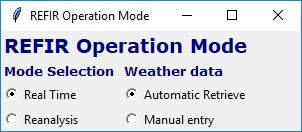 REFIR Operation Mode
REFIR Operation Mode
Mode Selection Weather data
Real Time Automatic Retrieve
Reanalysis Manual entry